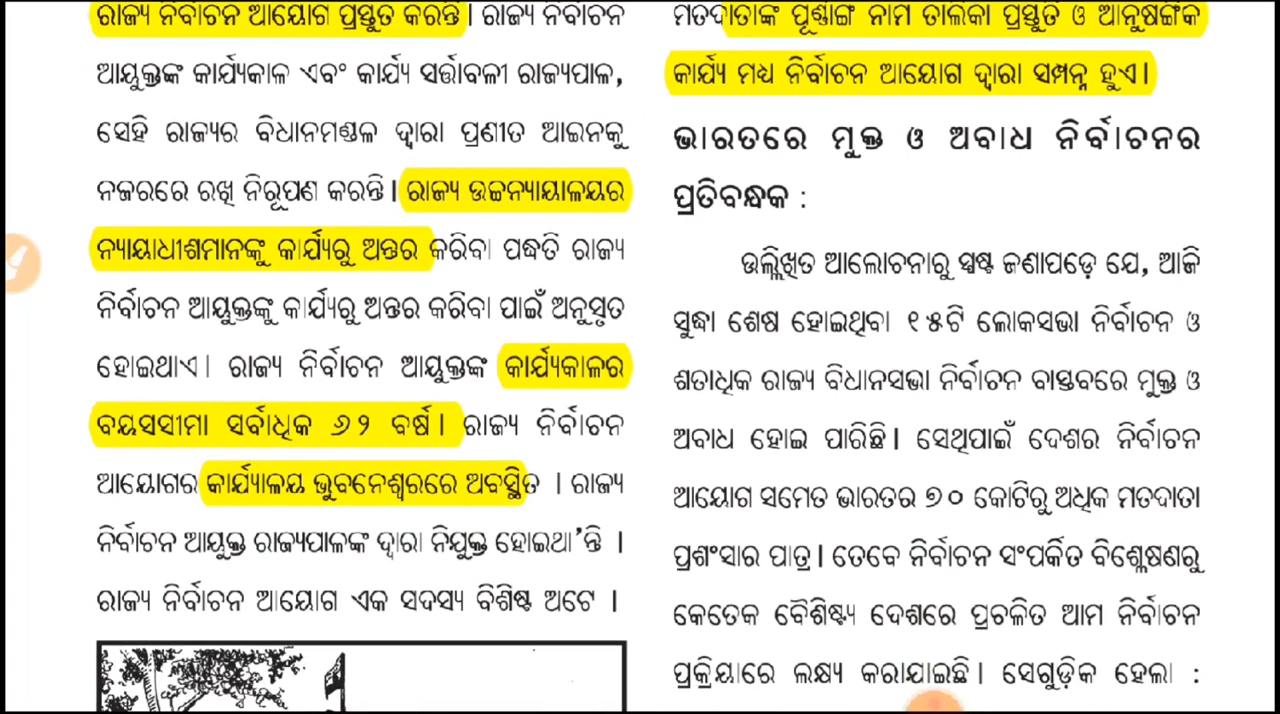 ରାଜ୍ୟ ନିର୍ବାଚନ ଆୟୋଗ ପ୍ରସ୍ତୁତ କରନ୍ତି । ରାଜ୍ୟ ନିର୍ବାଚନ
ଆୟୁକ୍ତଙ୍କ କାର୍ଯ୍ୟକାଳ ଏବଂ କାର୍ଯ୍ୟ ସର୍ତ୍ତାବଳୀ ରାଜ୍ୟପାଳ,
ସେହି ରାଜ୍ୟର ବିଧାନମଣ୍ଡଳ ଦ୍ୱାରା ପ୍ରଣୀତ ଆଇନକୁ
ନଜରରେ ରଖି ନିରୂପଣ କରନ୍ତି । ରାଜ୍ୟ ଉଚ୍ଚନ୍ୟାୟାଳୟର
ନ୍ୟାୟାଧୀଶମାନଙ୍କୁ କାର୍ଯ୍ୟରୁ ଅନ୍ତର କରିବା ପଦ୍ଧତି ରାଜ୍ୟ
ନିର୍ବାଚନ ଆୟୁକ୍ତଙ୍କୁ କାର୍ଯ୍ୟରୁ ଅନ୍ତର କରିବା ପାଇଁ ଅନୁସୃତ
ହୋଇଥାଏ । ରାଜ୍ୟ ନିର୍ବାଚନ ଆୟୁକ୍ତଙ୍କ କାର୍ଯ୍ୟକାଳର
ବୟସସୀମା ସର୍ବାଧିକ ୬୨ ବର୍ଷ । ରାଜ୍ୟ ନିର୍ବାଚନ
ଆୟୋଗର କାର୍ଯ୍ୟାଳୟ ଭୁବନେଶ୍ୱରରେ ଅବସ୍ଥିତ । ରାଜ୍ୟ
ନିର୍ବାଚନ ଆୟୁକ୍ତ ରାଜ୍ୟପାଳଙ୍କ ଦ୍ୱାରା ନିଯୁକ୍ତ ହୋଇଥା'ନ୍ତି ।
ରାଜ୍ୟ ନିର୍ବାଚନ ଆୟୋଗ ଏକ ସଦସ୍ୟ ବିଶିଷ୍ଟ ଅଟେ ।
ମତଦାତାଙ୍କ ପୂର୍ଣ୍ଣାଙ୍ଗ ନାମ ତାଲିକା ପ୍ରସ୍ତୁତି ଓ ଆନୁଷଙ୍ଗିକ
କାର୍ଯ୍ୟ ମଧ୍ୟ ନିର୍ବାଚନ ଆୟୋଗ ଦ୍ୱାରା ସମ୍ପନ୍ନ ହୁଏ ।
ଭାରତରେ ମୁକ୍ତ ଓ ଅବାଧ ନିର୍ବାଚନର
ପ୍ରତିବନ୍ଧକ :
ଉଲ୍ଲିଖିତ ଆଲୋଚନାରୁ ସ୍ପଷ୍ଟ ଜଣାପଡ଼େ ଯେ, ଆଜି
ସୁଦ୍ଧା ଶେଷ ହୋଇଥିବା ୧୫ଟି ଲୋକସଭା ନିର୍ବାଚନ ଓ
ଶତାଧିକ ରାଜ୍ୟ ବିଧାନସଭା ନିର୍ବାଚନ ବାସ୍ତବରେ ମୁକ୍ତ ଓ
ଅବାଧ ହୋଇ ପାରିଛି । ସେଥିପାଇଁ ଦେଶର ନିର୍ବାଚନ
ଆୟୋଗ ସମେତ ଭାରତର ୭୦ କୋଟିରୁ ଅଧିକ ମତଦାତା
ପ୍ରଶଂସାର ପାତ୍ର । ତେବେ ନିର୍ବାଚନ ସଂପର୍କିତ ବିଶ୍ଳେଷଣରୁ
କେତେକ ବୈଶିଷ୍ଟ୍ୟ ଦେଶରେ ପ୍ରଚଳିତ ଆମ ନିର୍ବାଚନ
ପ୍ରକ୍ରିୟାରେ ଲକ୍ଷ୍ୟ କରାଯାଇଛି । ସେଗୁଡ଼ିକ ହେଲା :